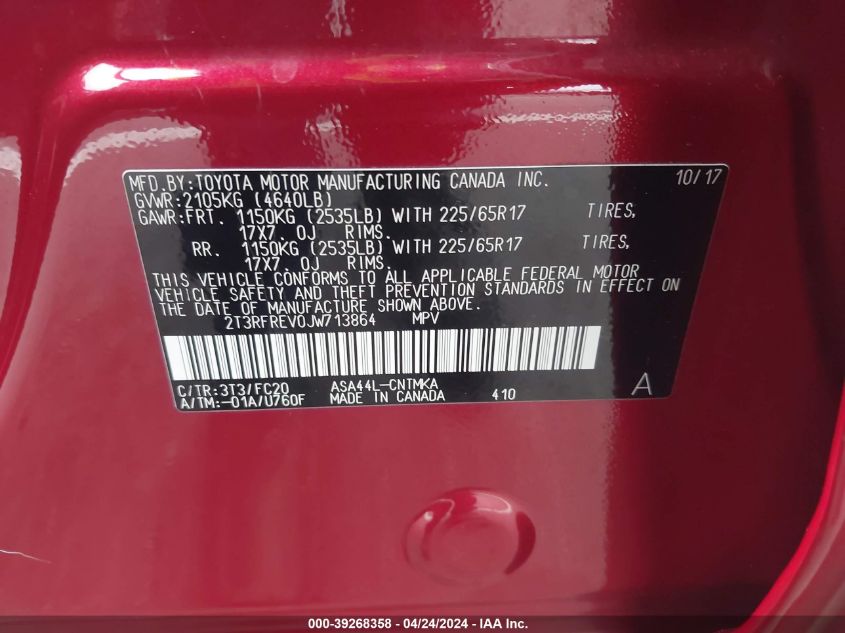 MFD. BY: TOYOTA MOTOR MANUFACTURING CANADA INC. 10/17
GVWR: 2105KG (4640LB)
GAWR: FRT. 1150KG (2535LB) WITH 225/65R17 TIRES,
17X7. 0J RIMS.
RR. 1150KG (2535LB) WITH 225/65R17 TIRES,
17X7. 0J RIMS.
THIS VEHICLE CONFORMS TO ALL APPLICABLE FEDERAL MOTOR
VEHICLE SAFETY AND THEFT PREVENTION STANDARDS IN EFFECT ON
THE DATE OF MANUFACTURE SHOWN ABOVE.
2T3RFREV0JW713864 MPV
C/TR: 3T3/FC20 ASA44L-CNTMKA
A/TM: -01A/U760F MADE IN CANADA 410 A
000-39268358 - 04/24/2024 - IAA Inc.